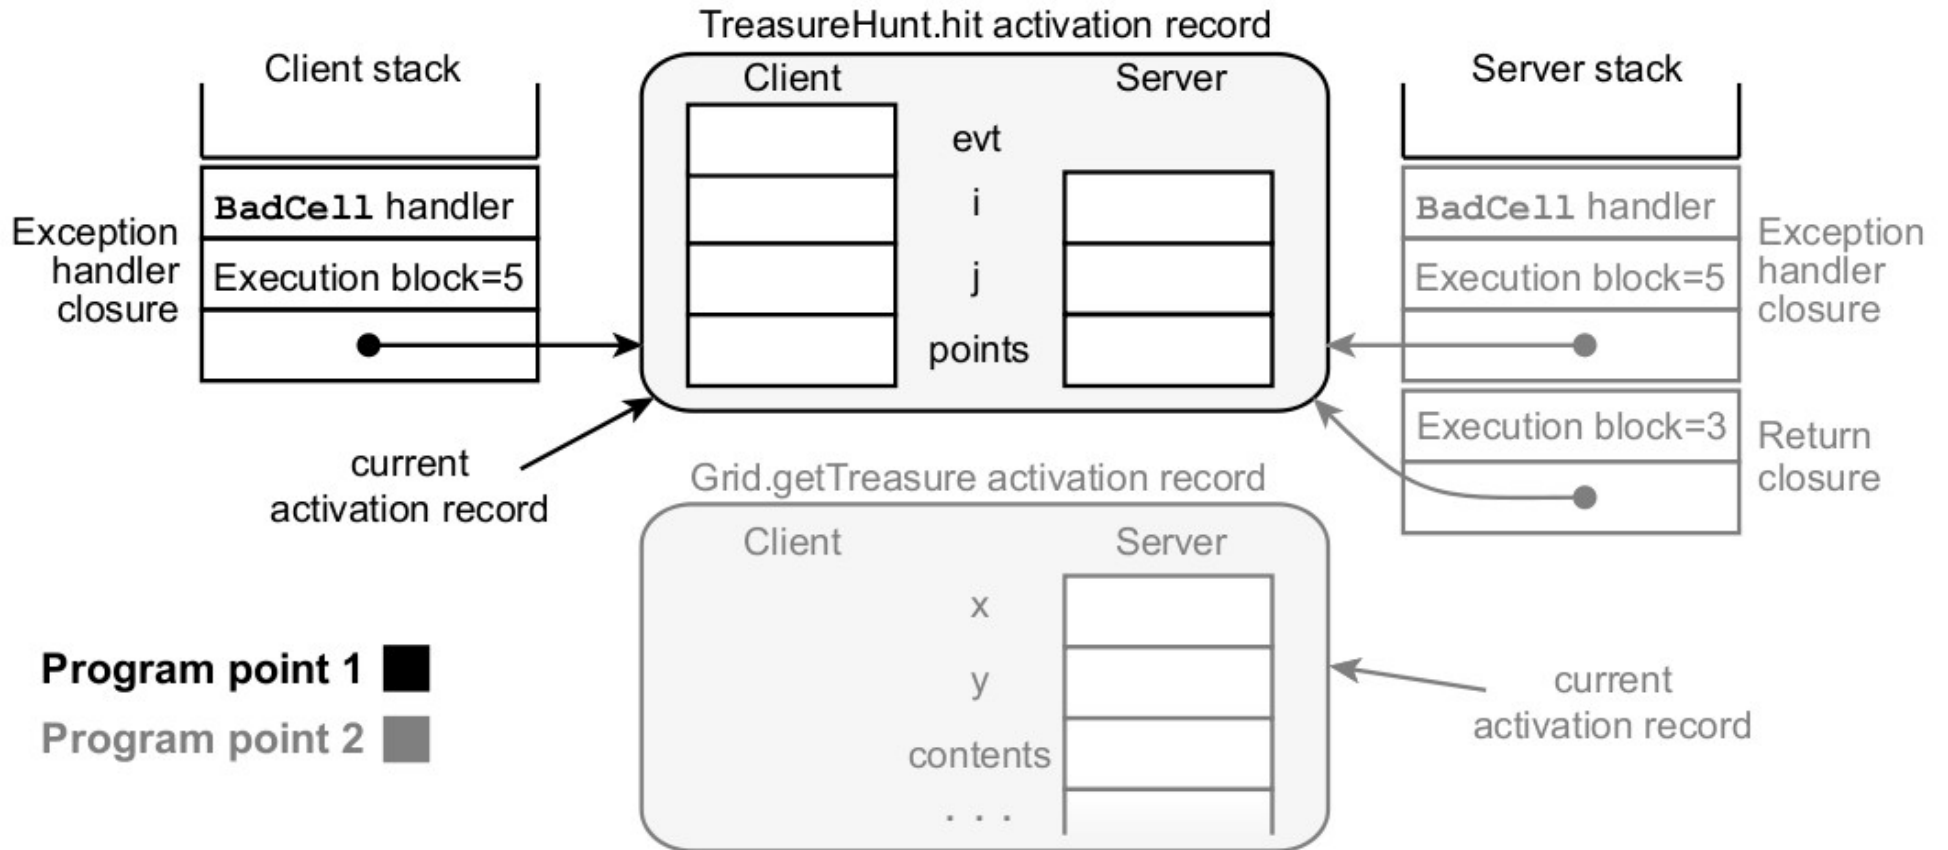 TreasureHunt.hit activation record
Client stack
Client
Server
Server stack
evt
i
j
points
Exception
handler
closure
BadCell handler
Execution block=5
BadCell handler
Execution block=5
Exception
handler
closure
Execution block=3
Return
closure
current
activation record
Grid.getTreasure activation record
Client
Server
x
y
contents
. . .
current
activation record
Program point 1
Program point 2